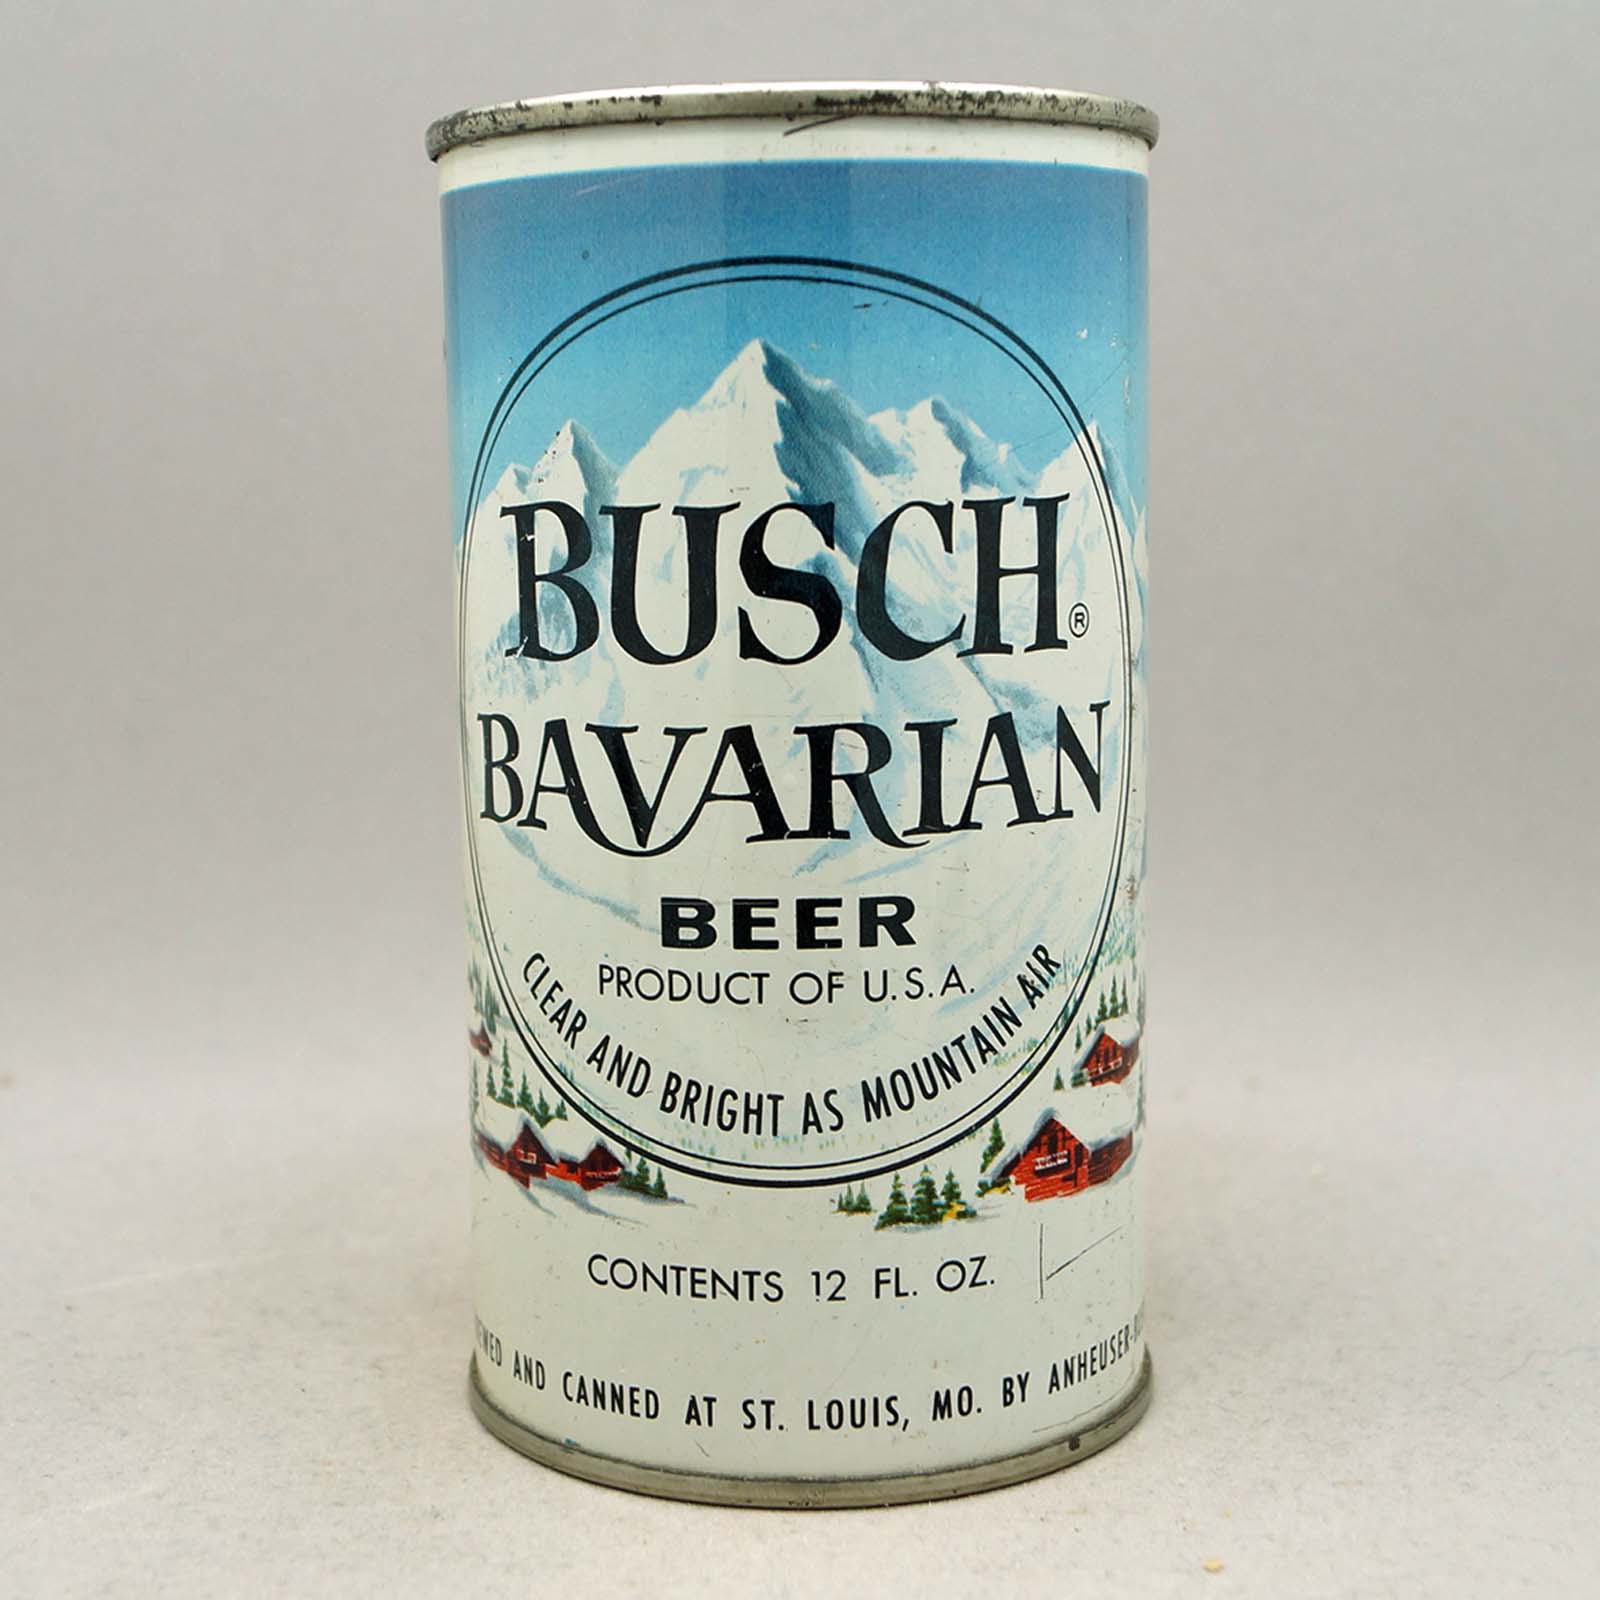 BUSCH®
BAVARIAN
BEER
PRODUCT OF U.S.A.
CLEAR AND BRIGHT AS MOUNTAIN AIR
CONTENTS 12 FL. OZ.
AND CANNED AT ST. LOUIS, MO. BY ANHEUSER-